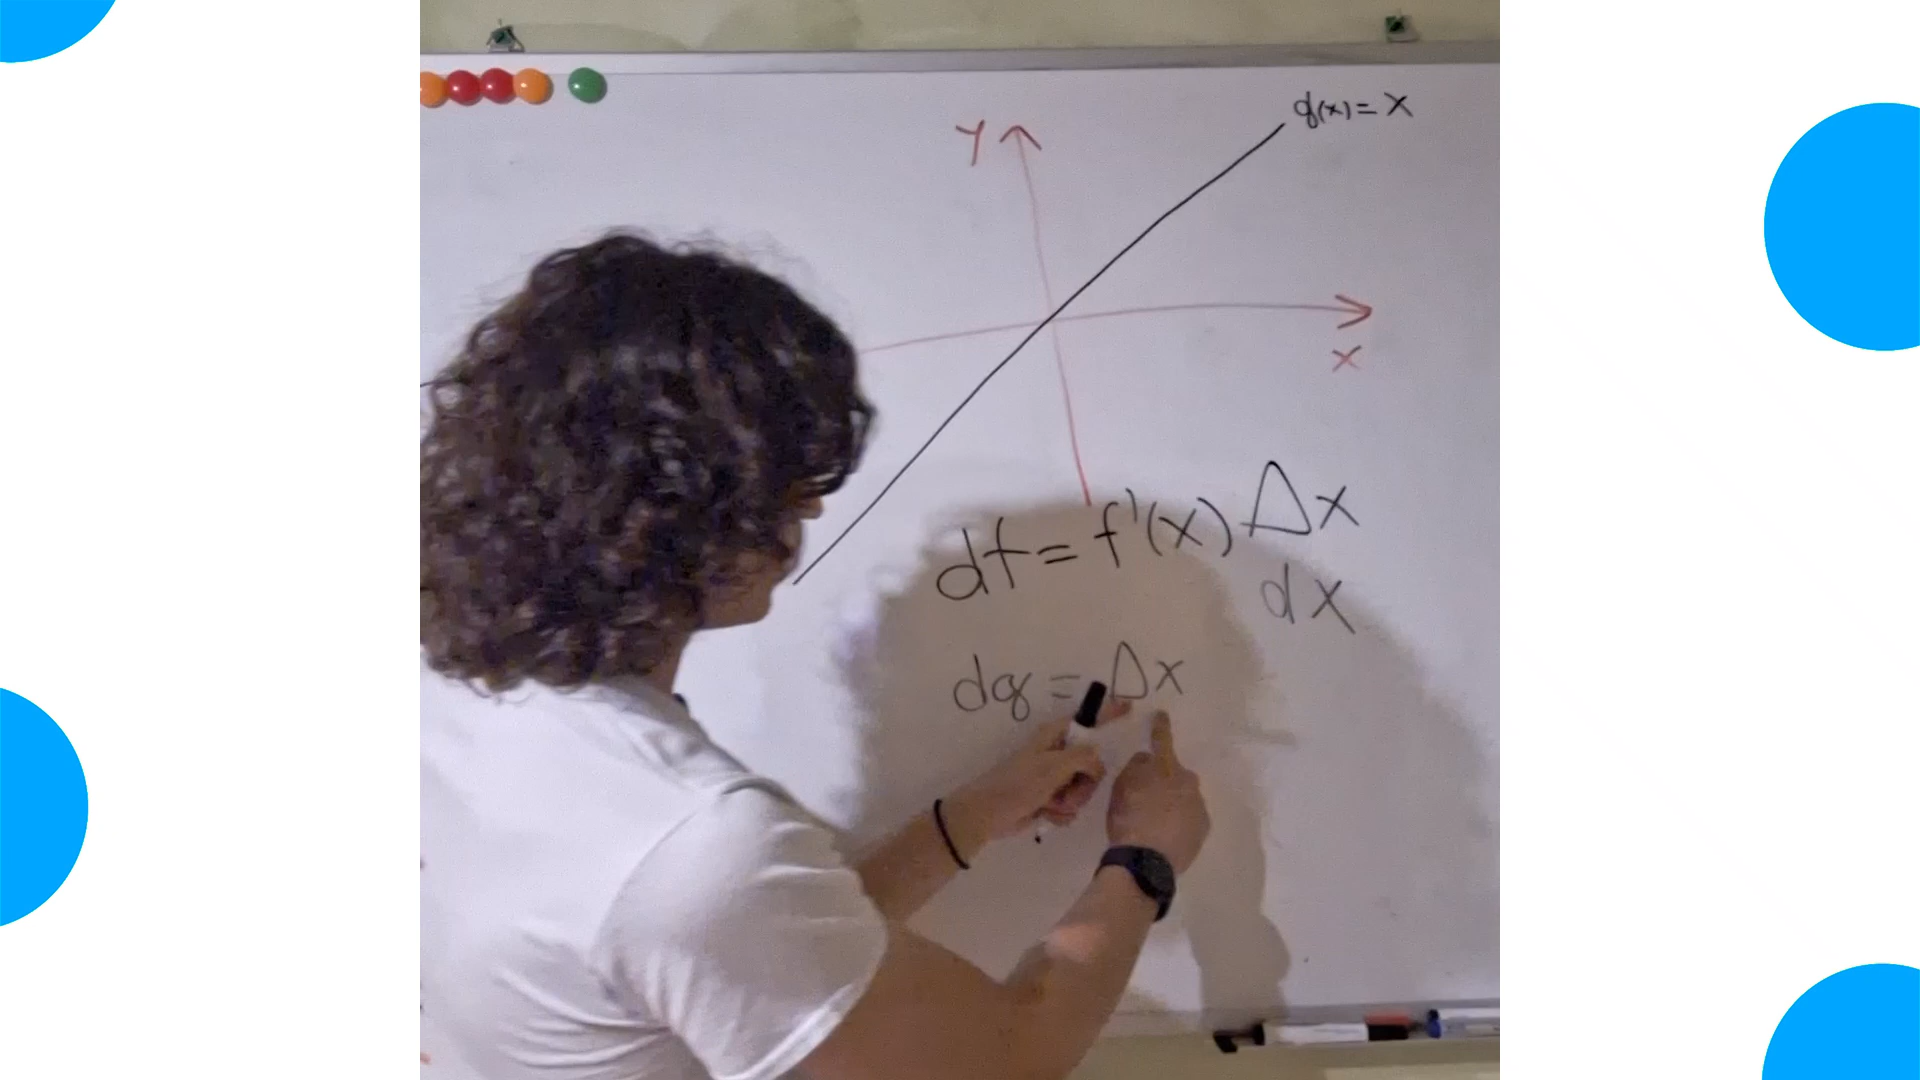 g(x) = x
y
x
df = f'(x) Δx
dx
dg = Δx